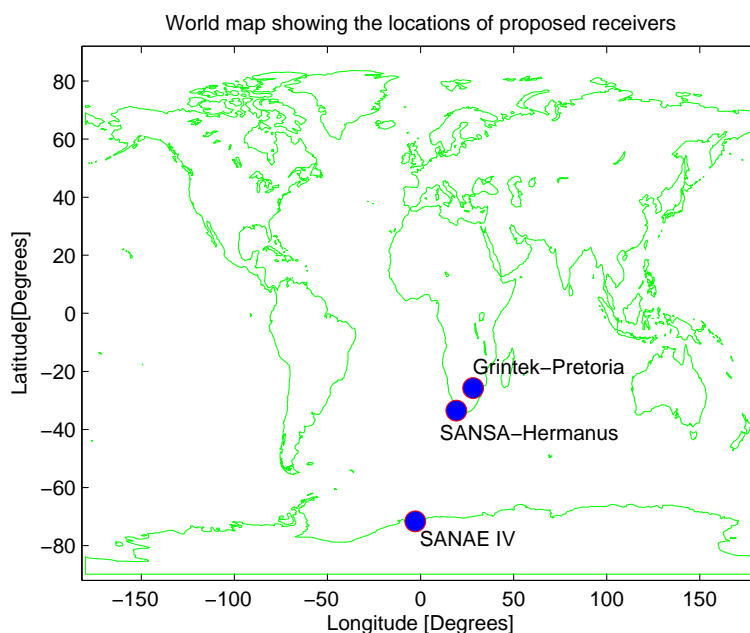 World map showing the locations of proposed receivers
80
60
40
20
0
−20
−40
−60
−80
Latitude[Degrees]
Grintek−Pretoria
SANSA−Hermanus
SANAE IV
−150
−100
−50
0
50
100
150
Longitude [Degrees]